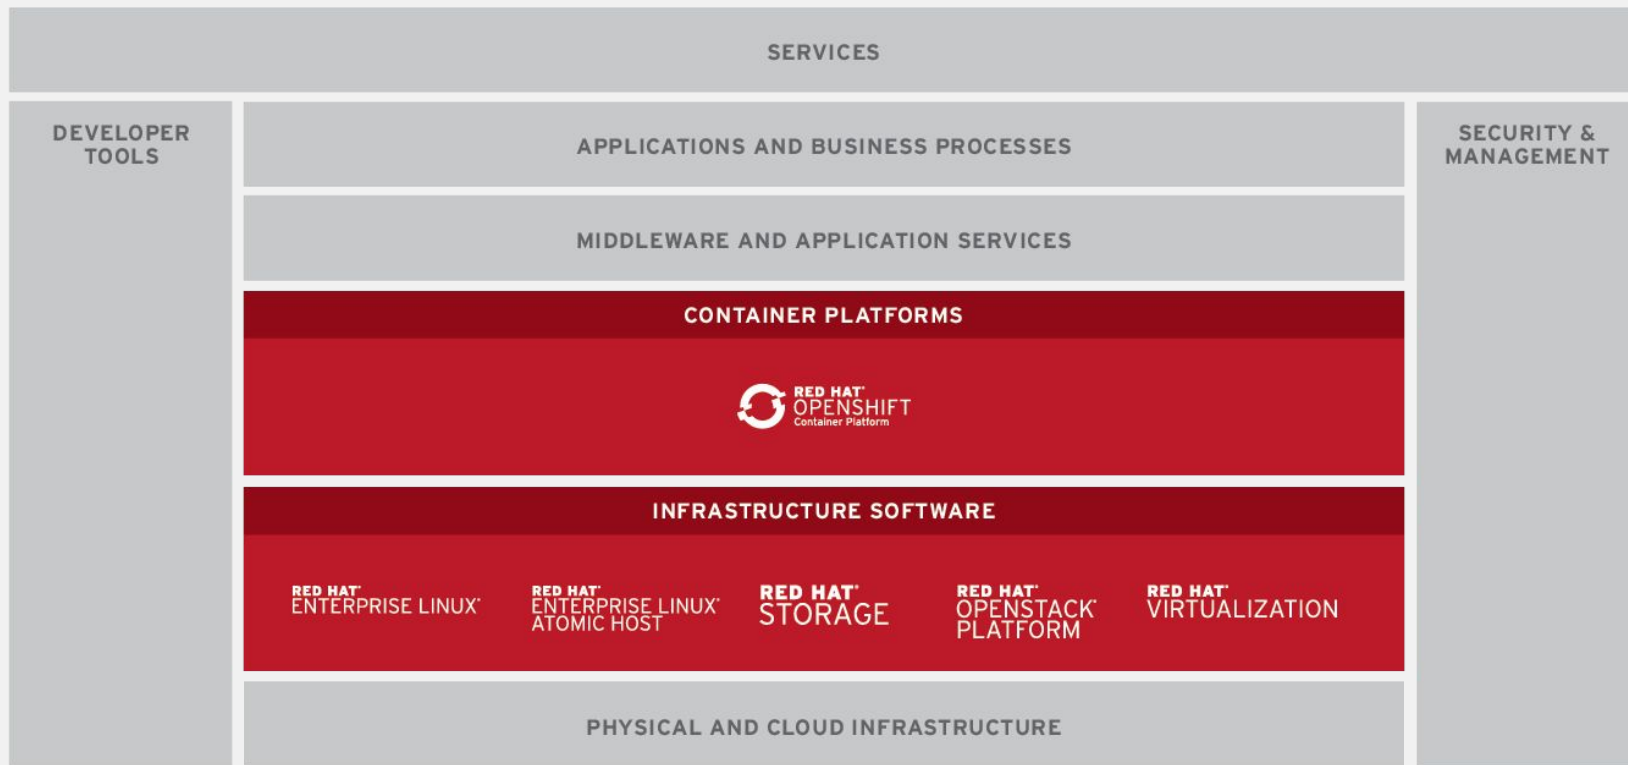 SERVICES
DEVELOPER
TOOLS
APPLICATIONS AND BUSINESS PROCESSES
SECURITY &
MANAGEMENT
MIDDLEWARE AND APPLICATION SERVICES
CONTAINER PLATFORMS
RED HAT®
OPENSHIFT
Container Platform
INFRASTRUCTURE SOFTWARE
RED HAT®
ENTERPRISE LINUX®
RED HAT®
ENTERPRISE LINUX®
ATOMIC HOST
RED HAT®
STORAGE
RED HAT®
OPENSTACK®
PLATFORM
RED HAT®
VIRTUALIZATION
PHYSICAL AND CLOUD INFRASTRUCTURE